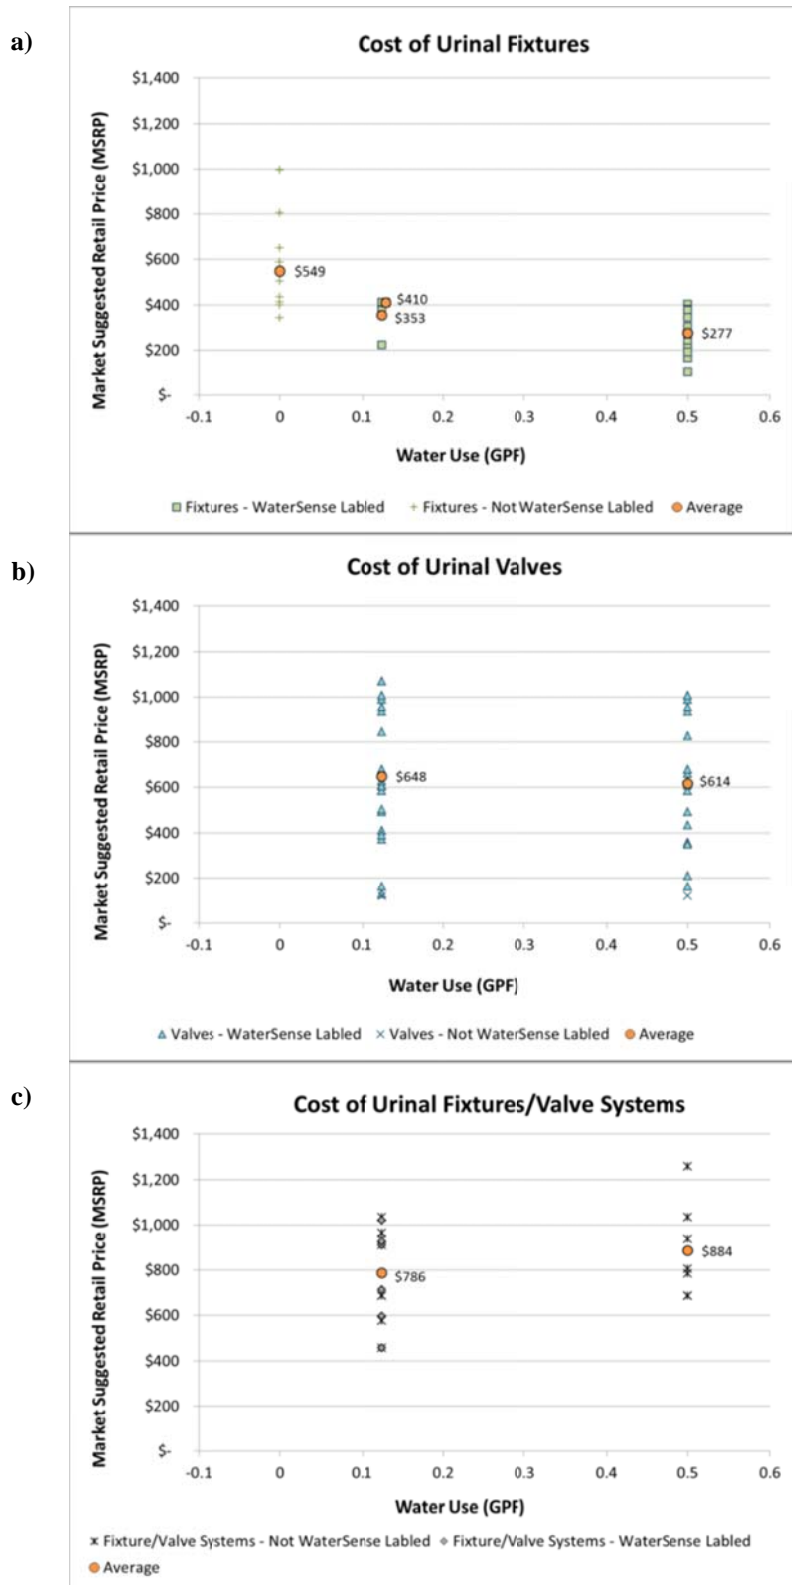 a)
Cost of Urinal Fixtures
Market Suggested Retail Price (MSRP)
$1,400
$1,200
$1,000
$800
$600
$400
$200
$-
$549
$410
$353
$277
-0.1 0 0.1 0.2 0.3 0.4 0.5 0.6
Water Use (GPF)
Fixtures - WaterSense Labled Fixtures - Not WaterSense Labled Average
b)
Cost of Urinal Valves
Market Suggested Retail Price (MSRP)
$1,400
$1,200
$1,000
$800
$600
$400
$200
$-
$648
$614
-0.1 0 0.1 0.2 0.3 0.4 0.5 0.6
Water Use (GPF)
Valves - WaterSense Labled Valves - Not WaterSense Labled Average
c)
Cost of Urinal Fixtures/Valve Systems
Market Suggested Retail Price (MSRP)
$1,400
$1,200
$1,000
$800
$600
$400
$200
$-
$786
$884
-0.1 0 0.1 0.2 0.3 0.4 0.5 0.6
Water Use (GPF)
Fixture/Valve Systems - Not WaterSense Labled Fixture/Valve Systems - WaterSense Labled
Average